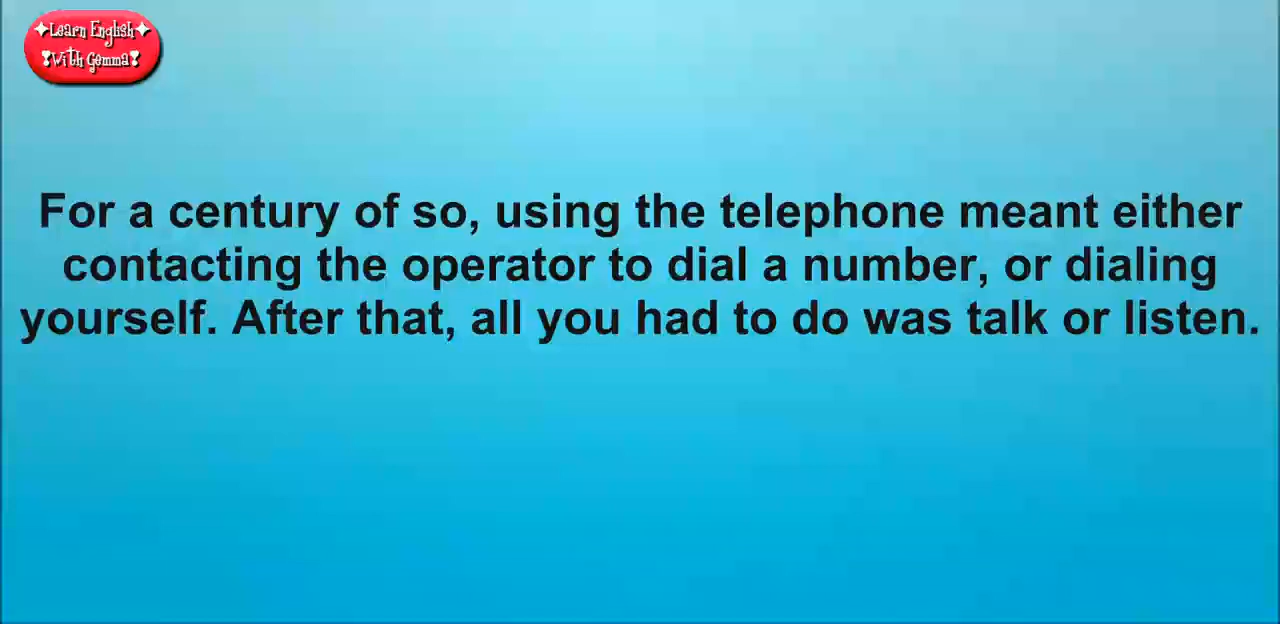 ✦Learn English✦
❣With Gemma❣
For a century of so, using the telephone meant either
contacting the operator to dial a number, or dialing
yourself. After that, all you had to do was talk or listen.